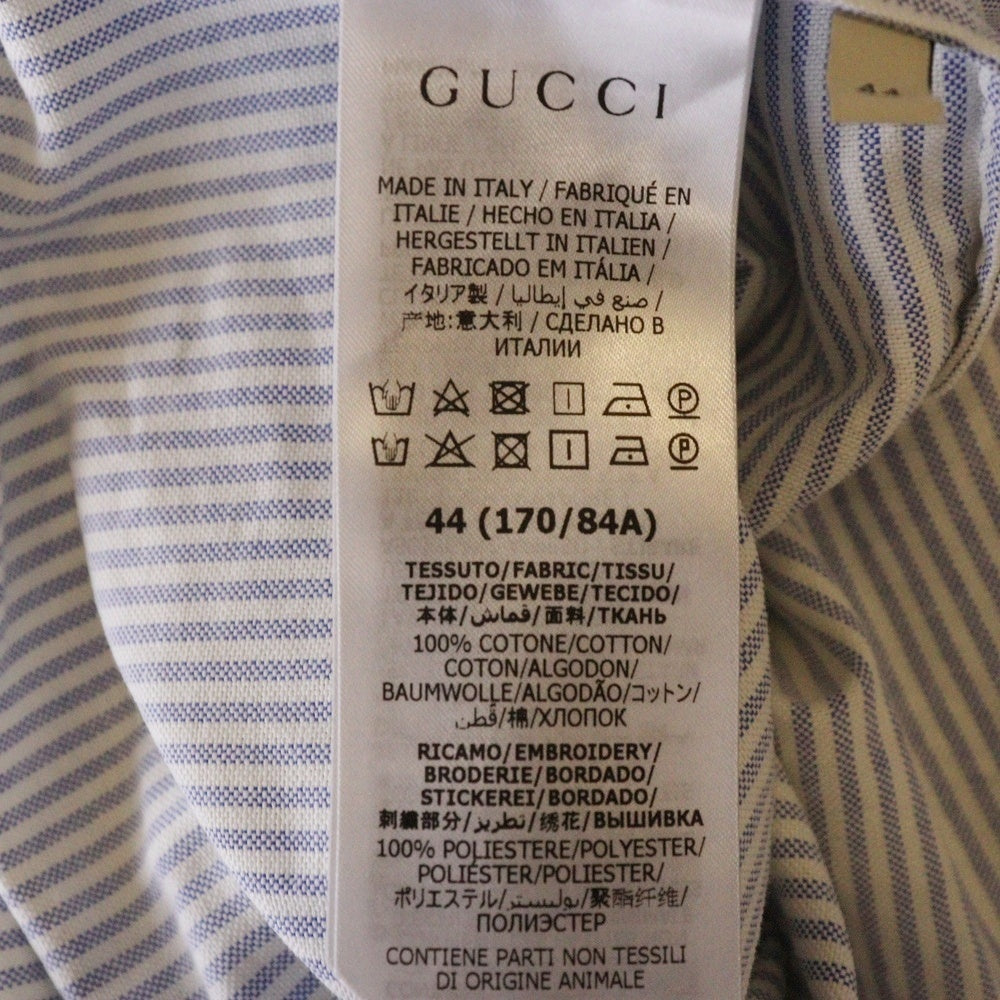 GUCCI
44
MADE IN ITALY / FABRIQUÉ EN
ITALIE / HECHO EN ITALIA /
HERGESTELLT IN ITALIEN /
FABRICADO EM ITÁLIA /
イタリア製 / صنع في إيطاليا /
产地:意大利 / СДЕЛАНО В
ИТАЛИИ
P
P
44 (170/84A)
TESSUTO/FABRIC/TISSU/
TEJIDO/GEWEBE/TECIDO/
本体/قماش/面料/ТКАНЬ
100% COTONE/COTTON/
COTON/ALGODON/
BAUMWOLLE/ALGODÃO/コットン/
قطن/棉/ХЛОПОК
RICAMO/EMBROIDERY/
BRODERIE/BORDADO/
STICKEREI/BORDADO/
刺繍部分/تطريز/绣花/ВЫШИВКА
100% POLIESTERE/POLYESTER/
POLIÉSTER/POLIESTER/
ポリエステル/بوليستر/聚酯纤维/
ПОЛИЭСТЕР
CONTIENE PARTI NON TESSILI
DI ORIGINE ANIMALE